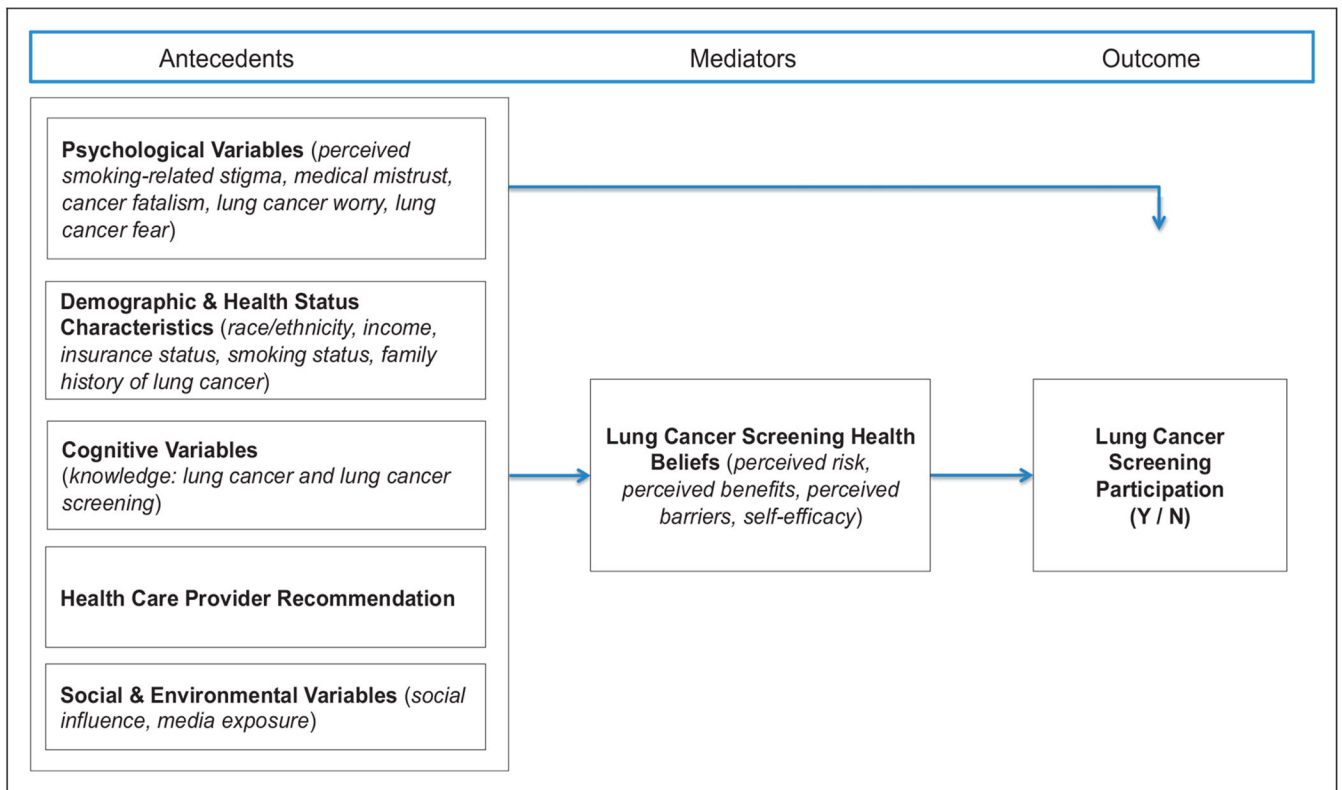 Antecedents Mediators Outcome
Psychological Variables (perceived
smoking-related stigma, medical mistrust,
cancer fatalism, lung cancer worry, lung
cancer fear)
Demographic & Health Status
Characteristics (race/ethnicity, income,
insurance status, smoking status, family
history of lung cancer)
Cognitive Variables
(knowledge: lung cancer and lung cancer
screening)
Health Care Provider Recommendation
Social & Environmental Variables (social
influence, media exposure)
Lung Cancer Screening Health
Beliefs (perceived risk,
perceived benefits, perceived
barriers, self-efficacy)
Lung Cancer
Screening
Participation
(Y / N)